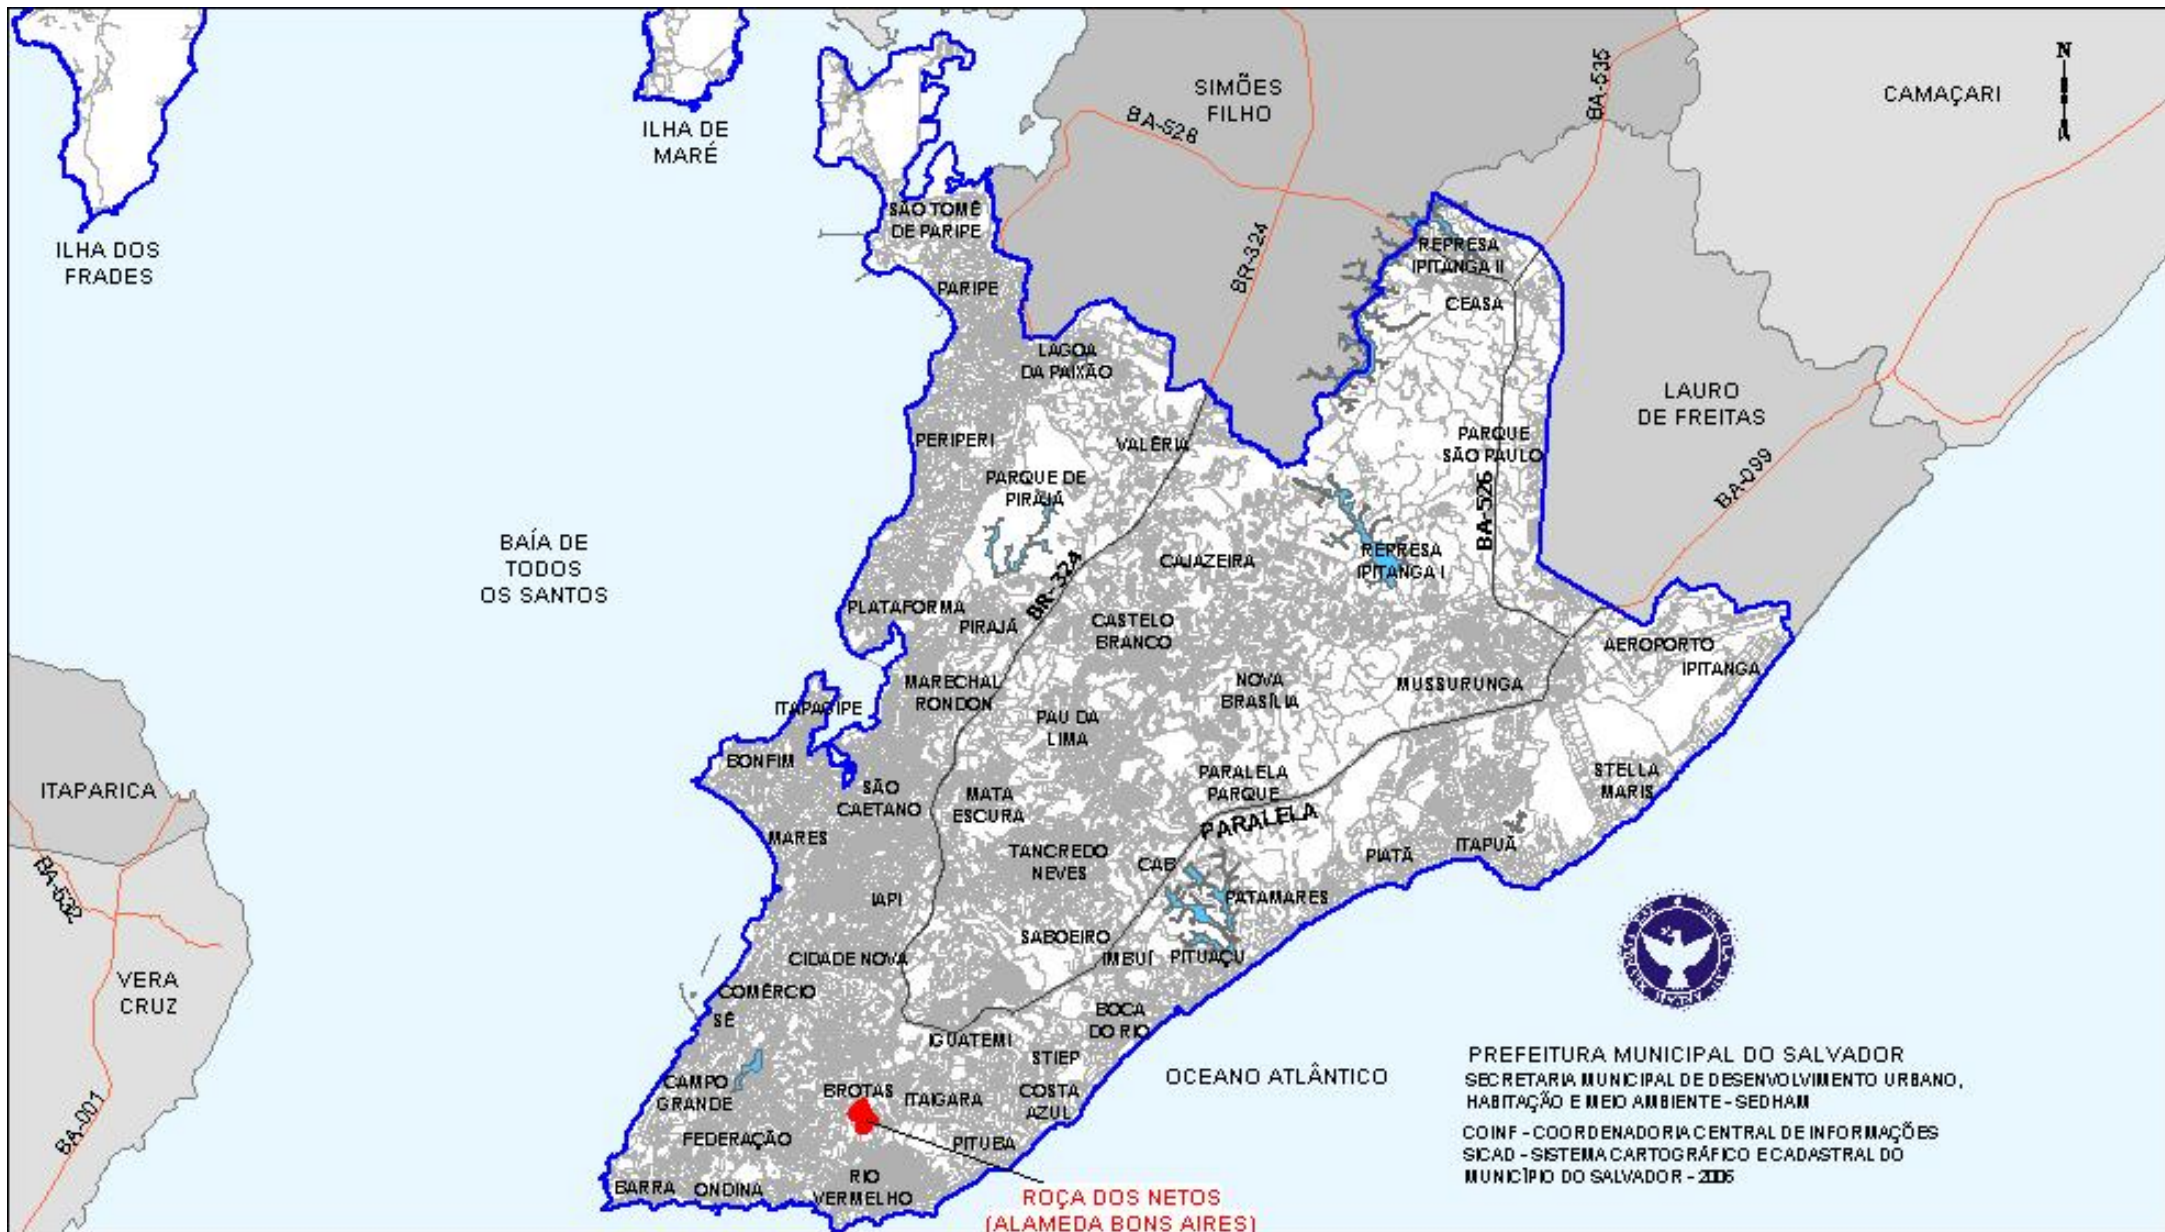 SIMÕES
FILHO
CAMAÇARI
N
BA-535
BA-528
ILHA DE
MARÉ
ILHA DOS
FRADES
SÃO TOMÉ
DE PARIPE
BR-324
REPRESA
IPITANGA II
PARIPE
CEASA
LAGOA
DA PAIXÃO
LAURO
DE FREITAS
PERIPERI
VALÉRIA
PARQUE
SÃO PAULO
BA-099
PARQUE DE
PIRAJÁ
BA-526
BAÍA DE
TODOS
OS SANTOS
CAJAZEIRA
REPRESA
IPITANGA I
BR-324
PLATAFORMA
PIRAJÁ
CASTELO
BRANCO
AEROPORTO
IPITANGA
MARECHAL
RONDON
NOVA
BRASÍLIA
MUSSURUNGA
ITAPAGIPE
PAU DA
LIMA
BONFIM
PARALELA
PARQUE
STELLA
MARIS
ITAPARICA
SÃO
CAETANO
MATA
ESCURA
PARALELA
MARES
ITAPUÃ
TANCREDO
NEVES
CAB
PIATÃ
BA-532
IAPI
PATAMARES
SABOEIRO
CIDADE NOVA
IMBUÍ
PITUAÇU
VERA
CRUZ
COMÉRCIO
SÉ
BOCA
DO RIO
IGUATEMI
STIEP
OCEANO ATLÂNTICO
PREFEITURA MUNICIPAL DO SALVADOR
SECRETARIA MUNICIPAL DE DESENVOLVIMENTO URBANO,
HABITAÇÃO E MEIO AMBIENTE - SEDHAM
CAMPO
GRANDE
BROTAS
ITAIGARA
COSTA
AZUL
BA-001
FEDERAÇÃO
PITUBA
COINF - COORDENADORIA CENTRAL DE INFORMAÇÕES
SICAD - SISTEMA CARTOGRÁFICO E CADASTRAL DO
MUNICÍPIO DO SALVADOR - 2006
BARRA
ONDINA
RIO
VERMELHO
ROÇA DOS NETOS
(ALAMEDA BONS AIRES)